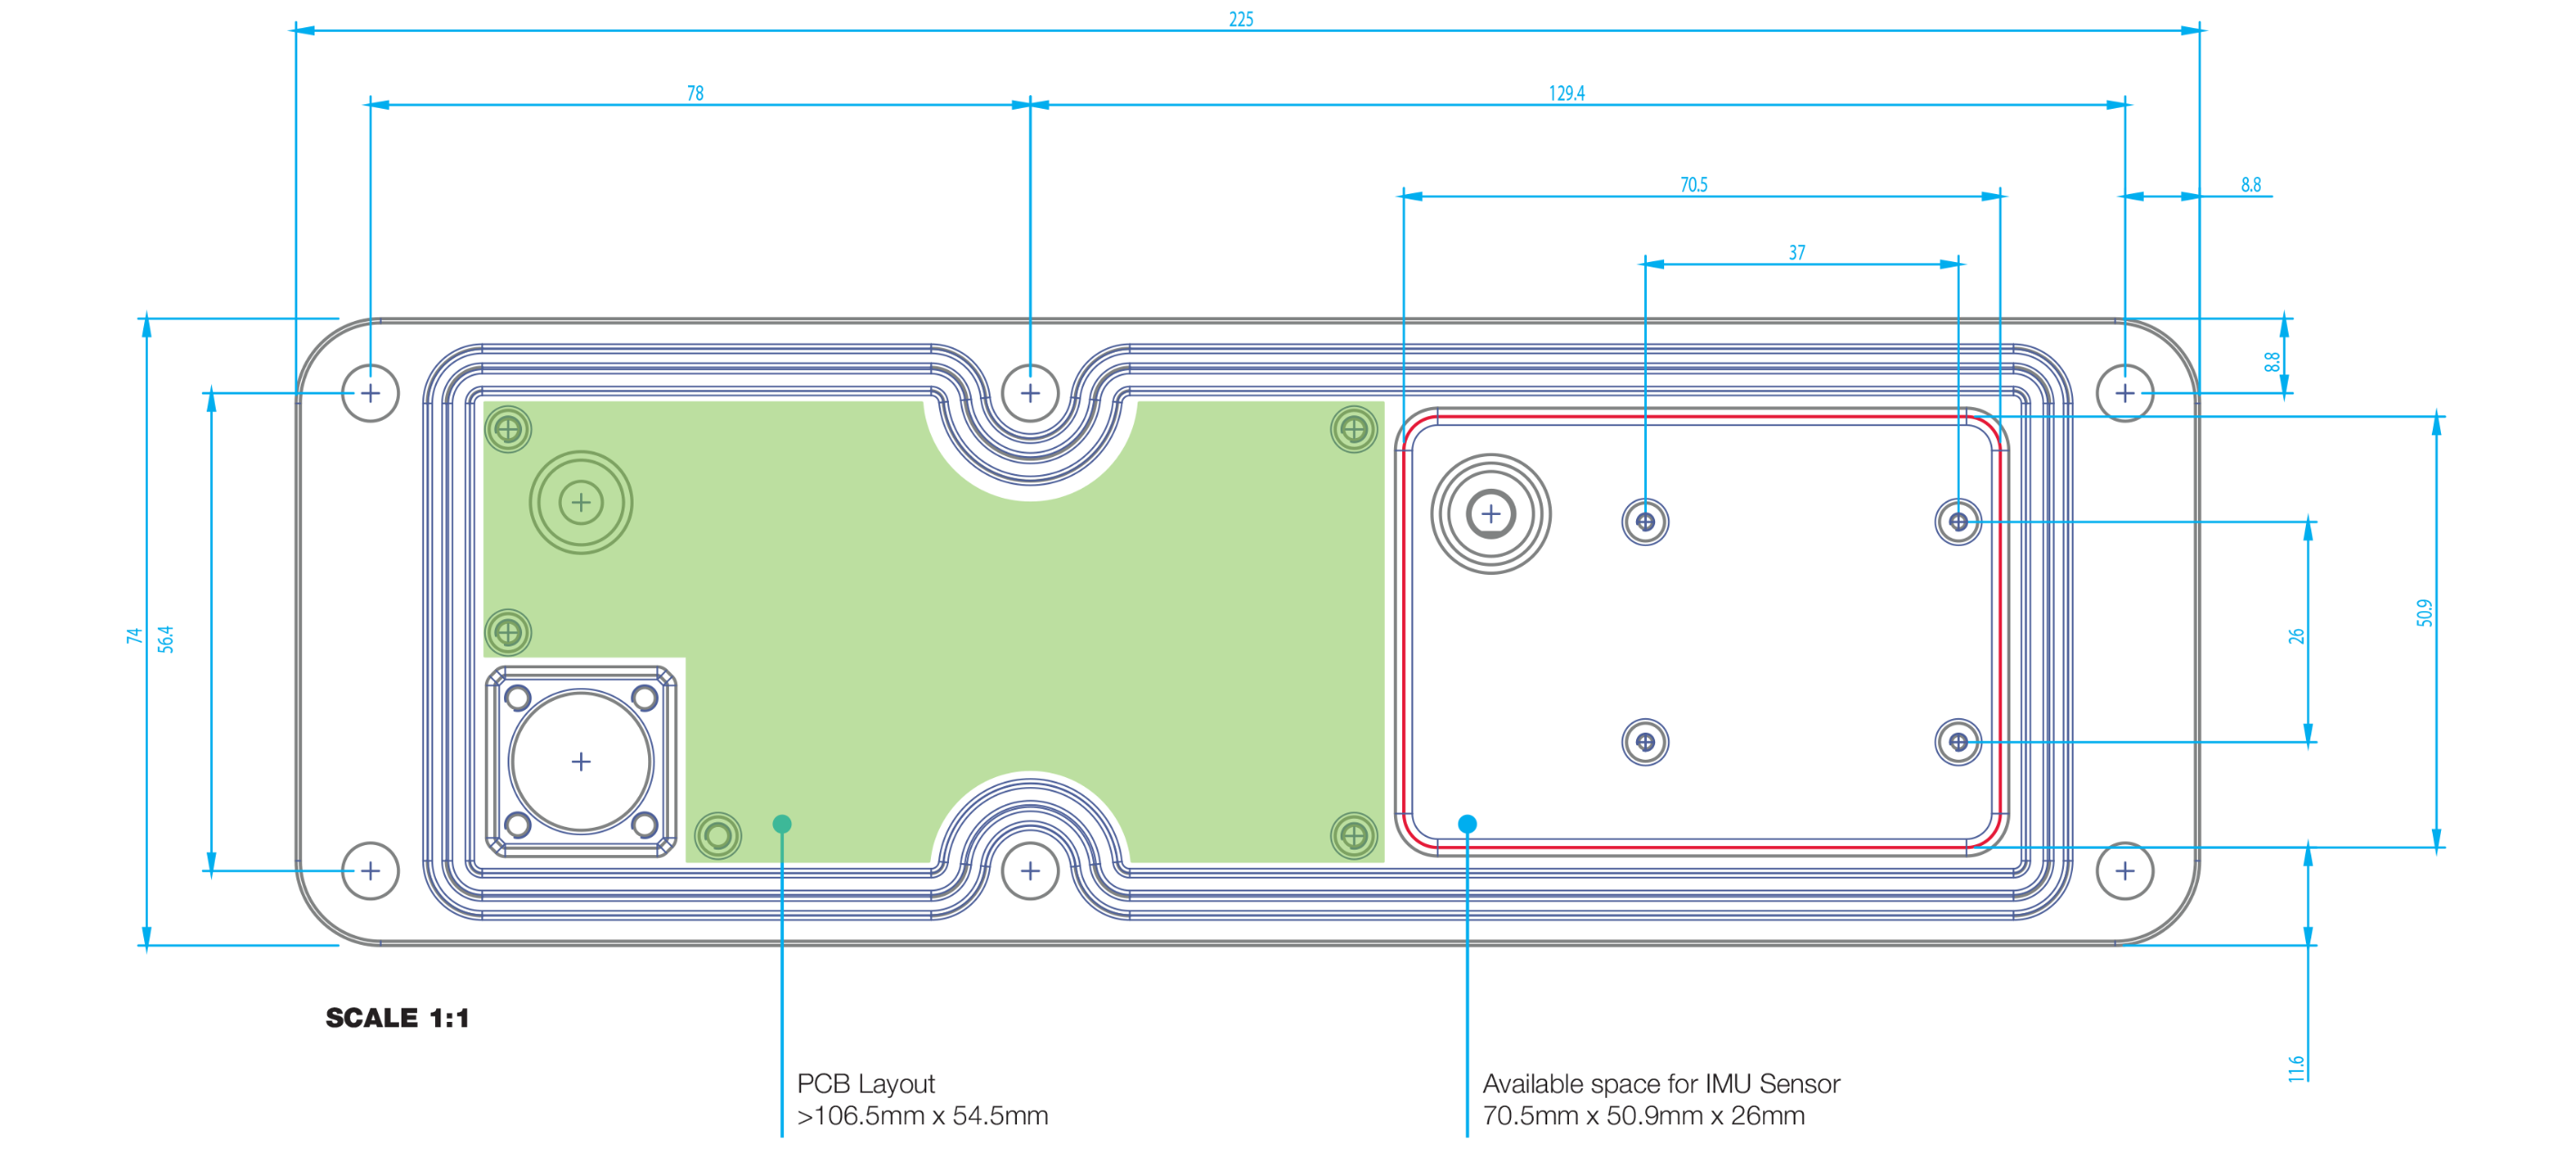 225
78
129.4
70.5
8.8
37
8.8
74
56.4
50.9
26
11.6
SCALE 1:1
PCB Layout
>106.5mm x 54.5mm
Available space for IMU Sensor
70.5mm x 50.9mm x 26mm